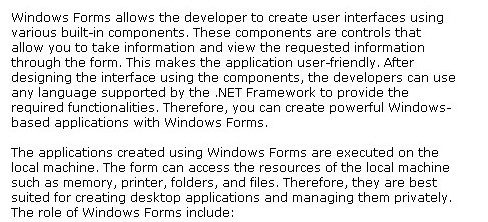 Windows Forms allows the developer to create user interfaces using
various built-in components. These components are controls that
allow you to take information and view the requested information
through the form. This makes the application user-friendly. After
designing the interface using the components, the developers can use
any language supported by the .NET Framework to provide the
required functionalities. Therefore, you can create powerful Windows-
based applications with Windows Forms.
The applications created using Windows Forms are executed on the
local machine. The form can access the resources of the local machine
such as memory, printer, folders, and files. Therefore, they are best
suited for creating desktop applications and managing them privately.
The role of Windows Forms include: